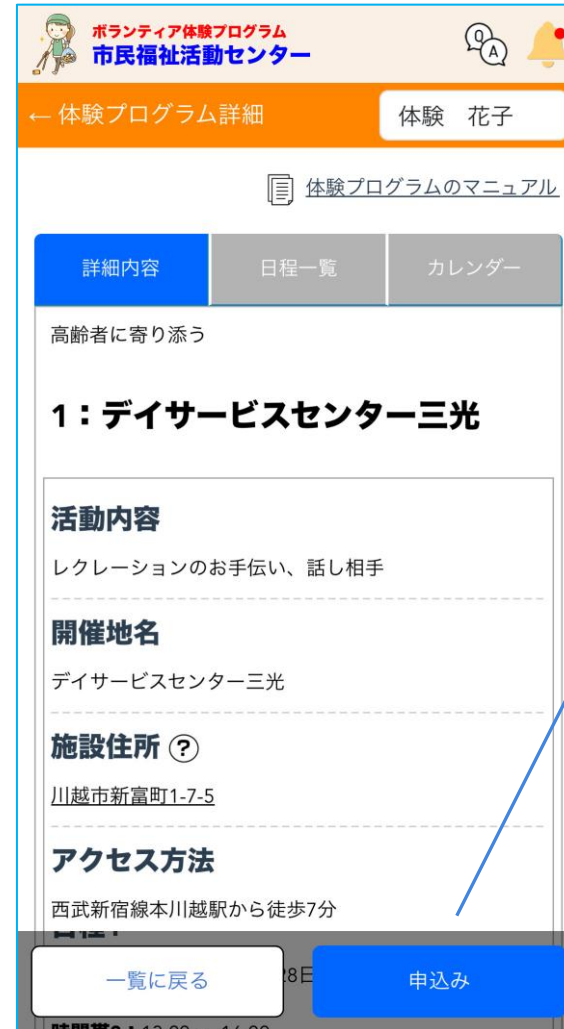 ボランティア体験プログラム
市民福祉活動センター
Q A
← 体験プログラム詳細
体験 花子
体験プログラムのマニュアル
詳細内容 日程一覧 カレンダー
高齢者に寄り添う
1：デイサービスセンター三光
活動内容
レクレーションのお手伝い、話し相手
開催地名
デイサービスセンター三光
施設住所 ?
川越市新富町1-7-5
アクセス方法
西武新宿線本川越駅から徒歩7分
一覧に戻る 28日 申込み